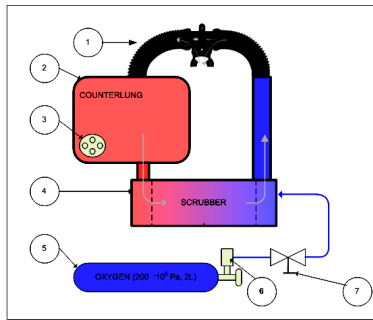 1
2
COUNTERLUNG
3
4
SCRUBBER
5
OXYGEN (200 ·10⁵ Pa, 2L)
6
7